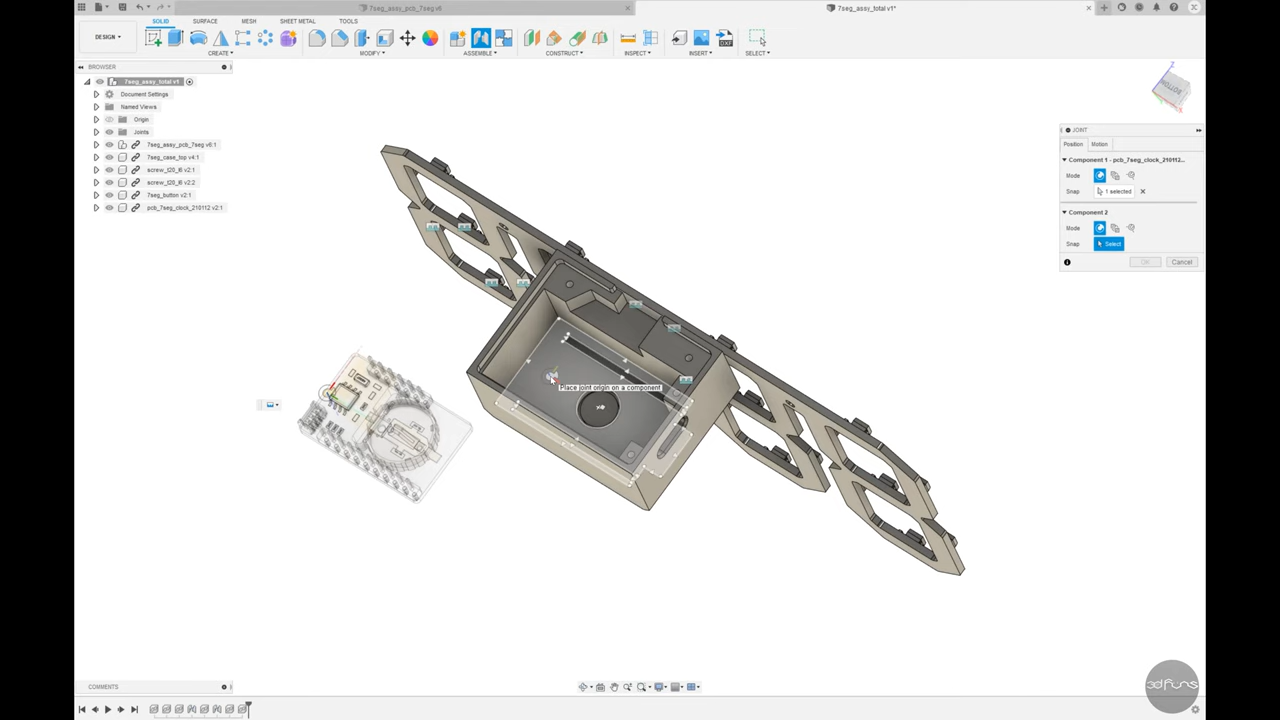 7seg_assy_pcb_7seg v6
7seg_assy_total v1*
DESIGN
SOLID
SURFACE
MESH
SHEET METAL
TOOLS
CREATE
MODIFY
ASSEMBLE
CONSTRUCT
INSPECT
INSERT
SELECT
BROWSER
7seg_assy_total v1
Document Settings
Named Views
Origin
Joints
7seg_assy_pcb_7seg v6:1
7seg_case_top v4:1
screw_t20_l6 v2:1
screw_t20_l6 v2:2
7seg_button v2:1
pcb_7seg_clock_210112 v2:1
Place joint origin on a component
Z
BOTTOM
JOINT
Position
Motion
Component 1 - pcb_7seg_clock_210112...
Mode
Snap
1 selected
Component 2
Mode
Snap
Select
OK
Cancel
COMMENTS
3dfuns